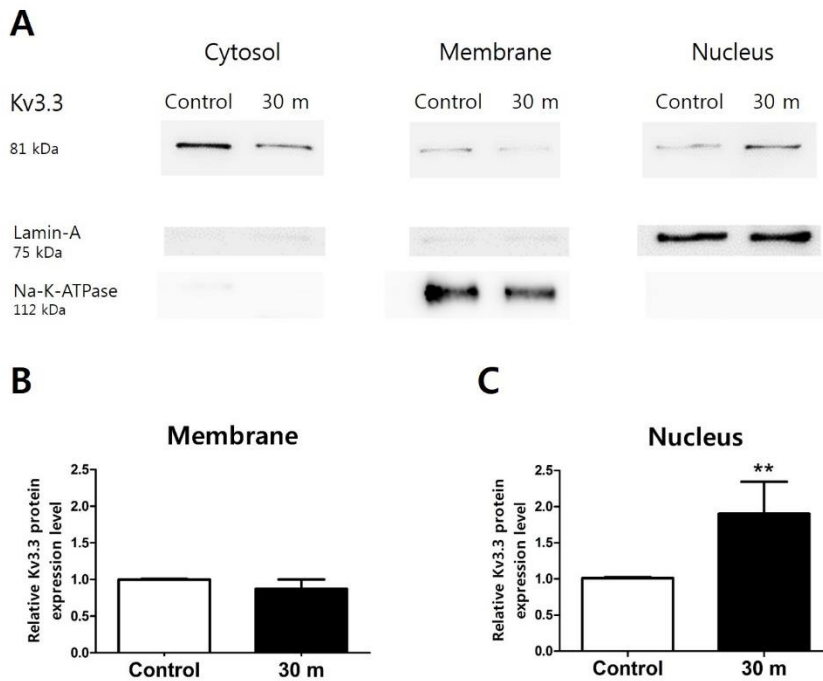 A
Cytosol Membrane Nucleus
Kv3.3 Control 30 m Control 30 m Control 30 m
81 kDa
Lamin-A
75 kDa
Na-K-ATPase
112 kDa
B
Membrane
Relative Kv3.3 protein
expression level
2.5
2.0
1.5
1.0
0.5
0.0
Control 30 m
C
Nucleus
Relative Kv3.3 protein
expression level
2.5
2.0
1.5
1.0
0.5
0.0
**
Control 30 m